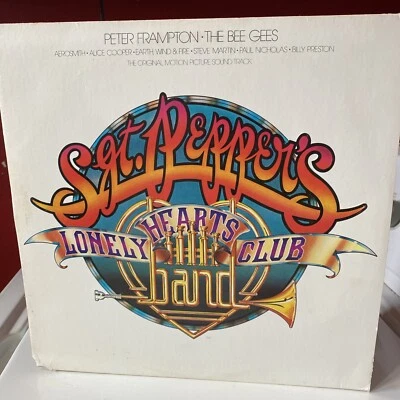 PETER FRAMPTON • THE BEE GEES
AEROSMITH • ALICE COOPER • EARTH, WIND & FIRE • STEVE MARTIN • PAUL NICHOLAS • BILLY PRESTON
THE ORIGINAL MOTION PICTURE SOUND TRACK
Sgt. PEPPER'S
LONELY HEARTS CLUB
band